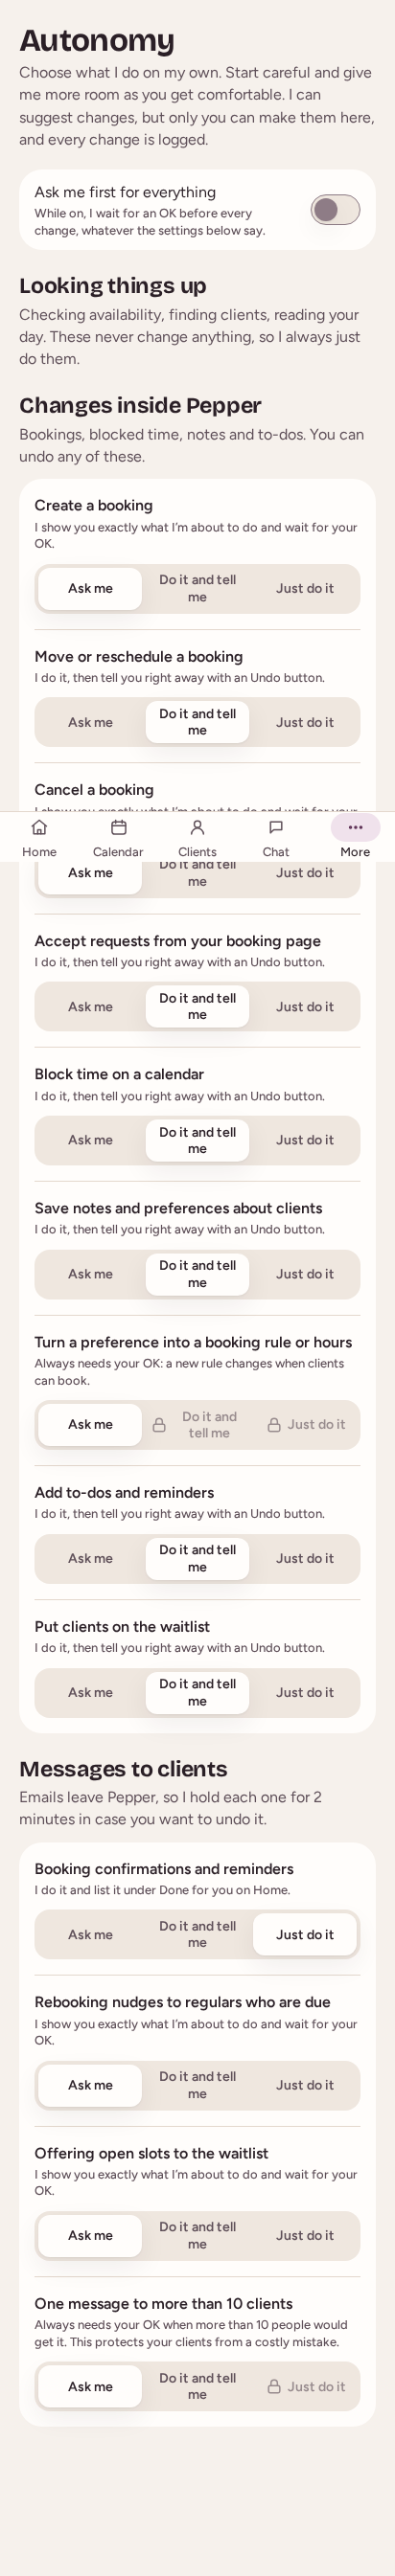 Autonomy
Choose what I do on my own. Start careful and give
me more room as you get comfortable. I can
suggest changes, but only you can make them here,
and every change is logged.
Ask me first for everything
While on, I wait for an OK before every
change, whatever the settings below say.
Looking things up
Checking availability, finding clients, reading your
day. These never change anything, so I always just
do them.
Changes inside Pepper
Bookings, blocked time, notes and to-dos. You can
undo any of these.
Create a booking
I show you exactly what I'm about to do and wait for your
OK.
Ask me
Do it and tell
me
Just do it
Move or reschedule a booking
I do it, then tell you right away with an Undo button.
Ask me
Do it and tell
me
Just do it
Cancel a booking
Home
Calendar
Clients
Chat
More
Ask me
Do it and tell
me
Just do it
Accept requests from your booking page
I do it, then tell you right away with an Undo button.
Ask me
Do it and tell
me
Just do it
Block time on a calendar
I do it, then tell you right away with an Undo button.
Ask me
Do it and tell
me
Just do it
Save notes and preferences about clients
I do it, then tell you right away with an Undo button.
Ask me
Do it and tell
me
Just do it
Turn a preference into a booking rule or hours
Always needs your OK: a new rule changes when clients
can book.
Ask me
Do it and
tell me
Just do it
Add to-dos and reminders
I do it, then tell you right away with an Undo button.
Ask me
Do it and tell
me
Just do it
Put clients on the waitlist
I do it, then tell you right away with an Undo button.
Ask me
Do it and tell
me
Just do it
Messages to clients
Emails leave Pepper, so I hold each one for 2
minutes in case you want to undo it.
Booking confirmations and reminders
I do it and list it under Done for you on Home.
Ask me
Do it and tell
me
Just do it
Rebooking nudges to regulars who are due
I show you exactly what I'm about to do and wait for your
OK.
Ask me
Do it and tell
me
Just do it
Offering open slots to the waitlist
I show you exactly what I'm about to do and wait for your
OK.
Ask me
Do it and tell
me
Just do it
One message to more than 10 clients
Always needs your OK when more than 10 people would
get it. This protects your clients from a costly mistake.
Ask me
Do it and tell
me
Just do it